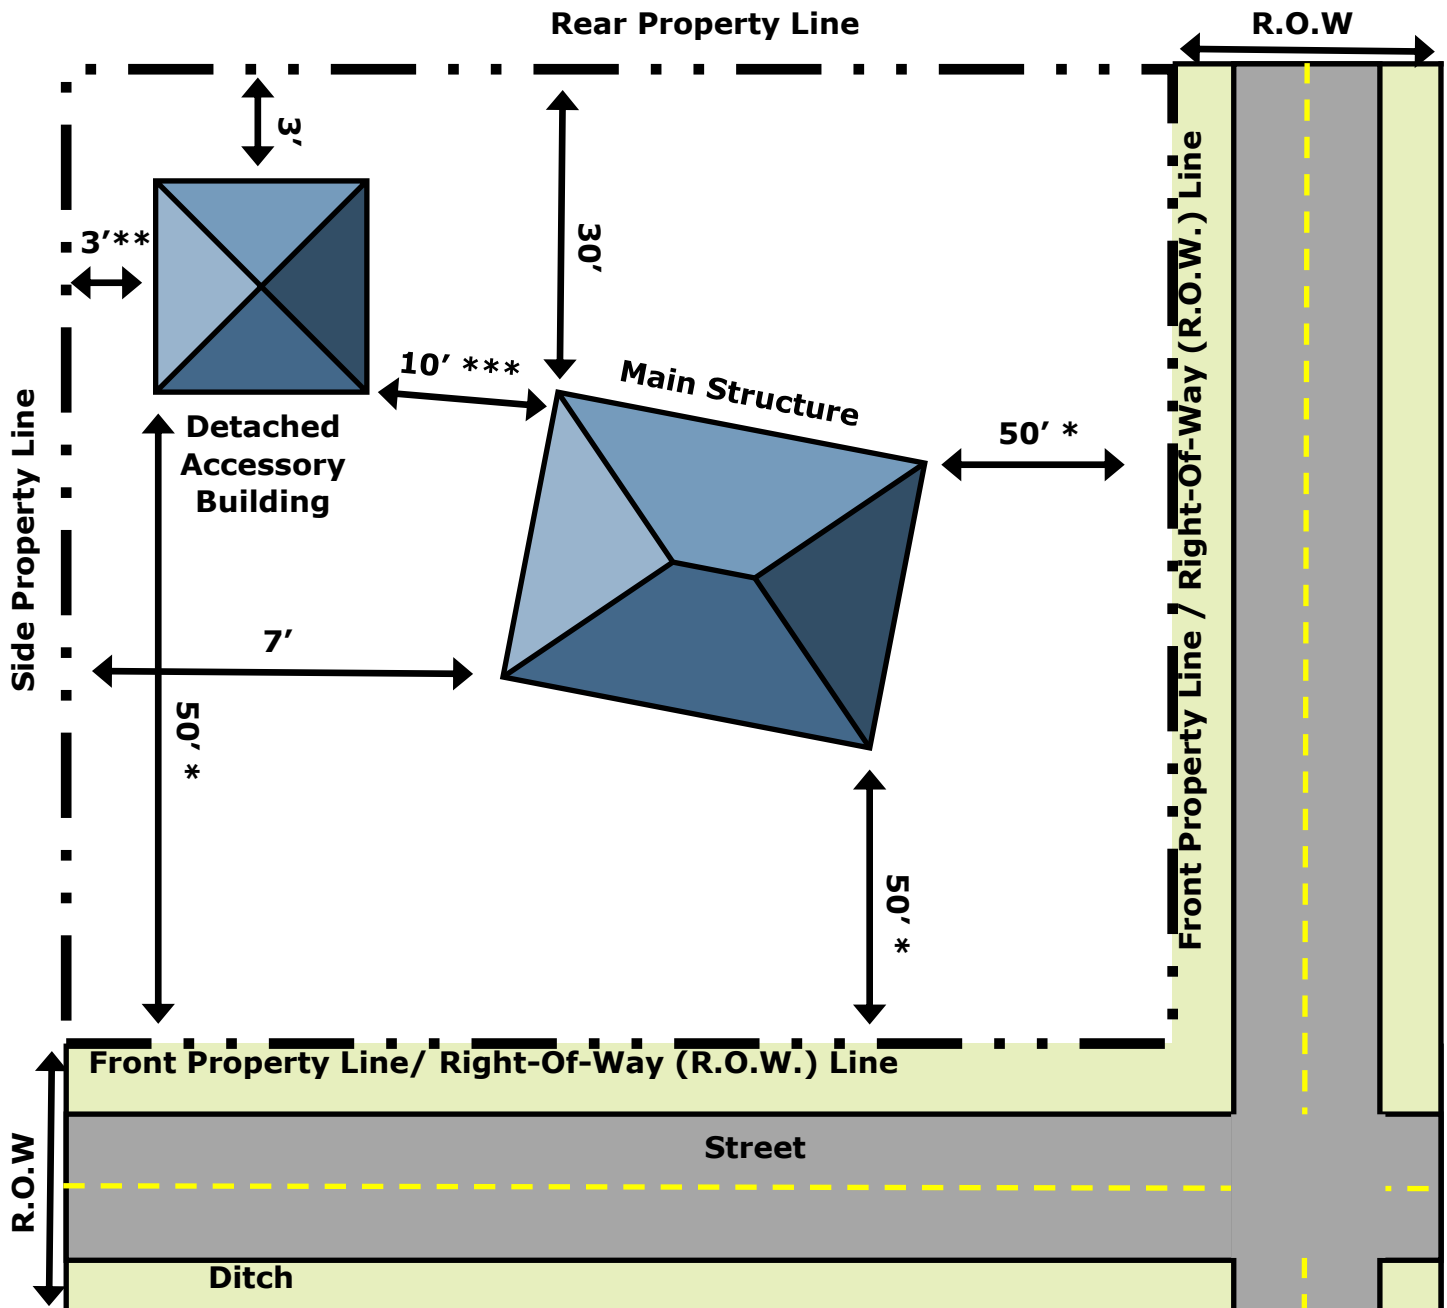 Rear Property Line
R.O.W
3’
3’**
30’
10’ ***
Main Structure
50’ *
Detached
Accessory
Building
Side Property Line
Front Property Line / Right-Of-Way (R.O.W.) Line
7’
50’ *
50’ *
Front Property Line/ Right-Of-Way (R.O.W.) Line
R.O.W
Street
Ditch